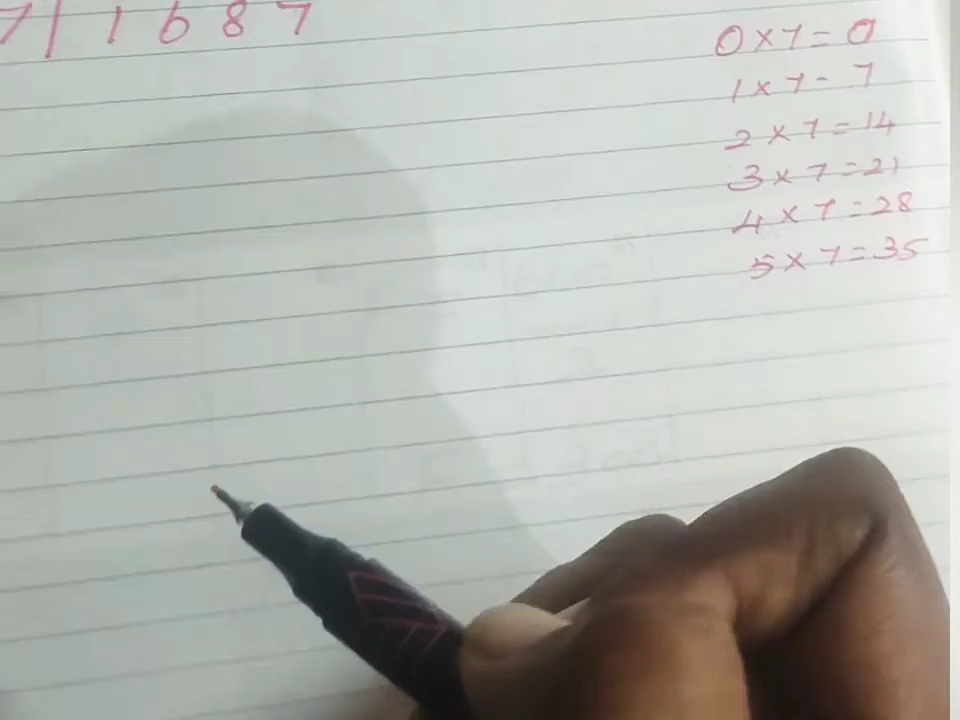 7 | 1 6 8 7
0 x 7 = 0
1 x 7 - 7
2 x 7 = 14
3 x 7 = 21
4 x 7 = 28
5 x 7 = 35